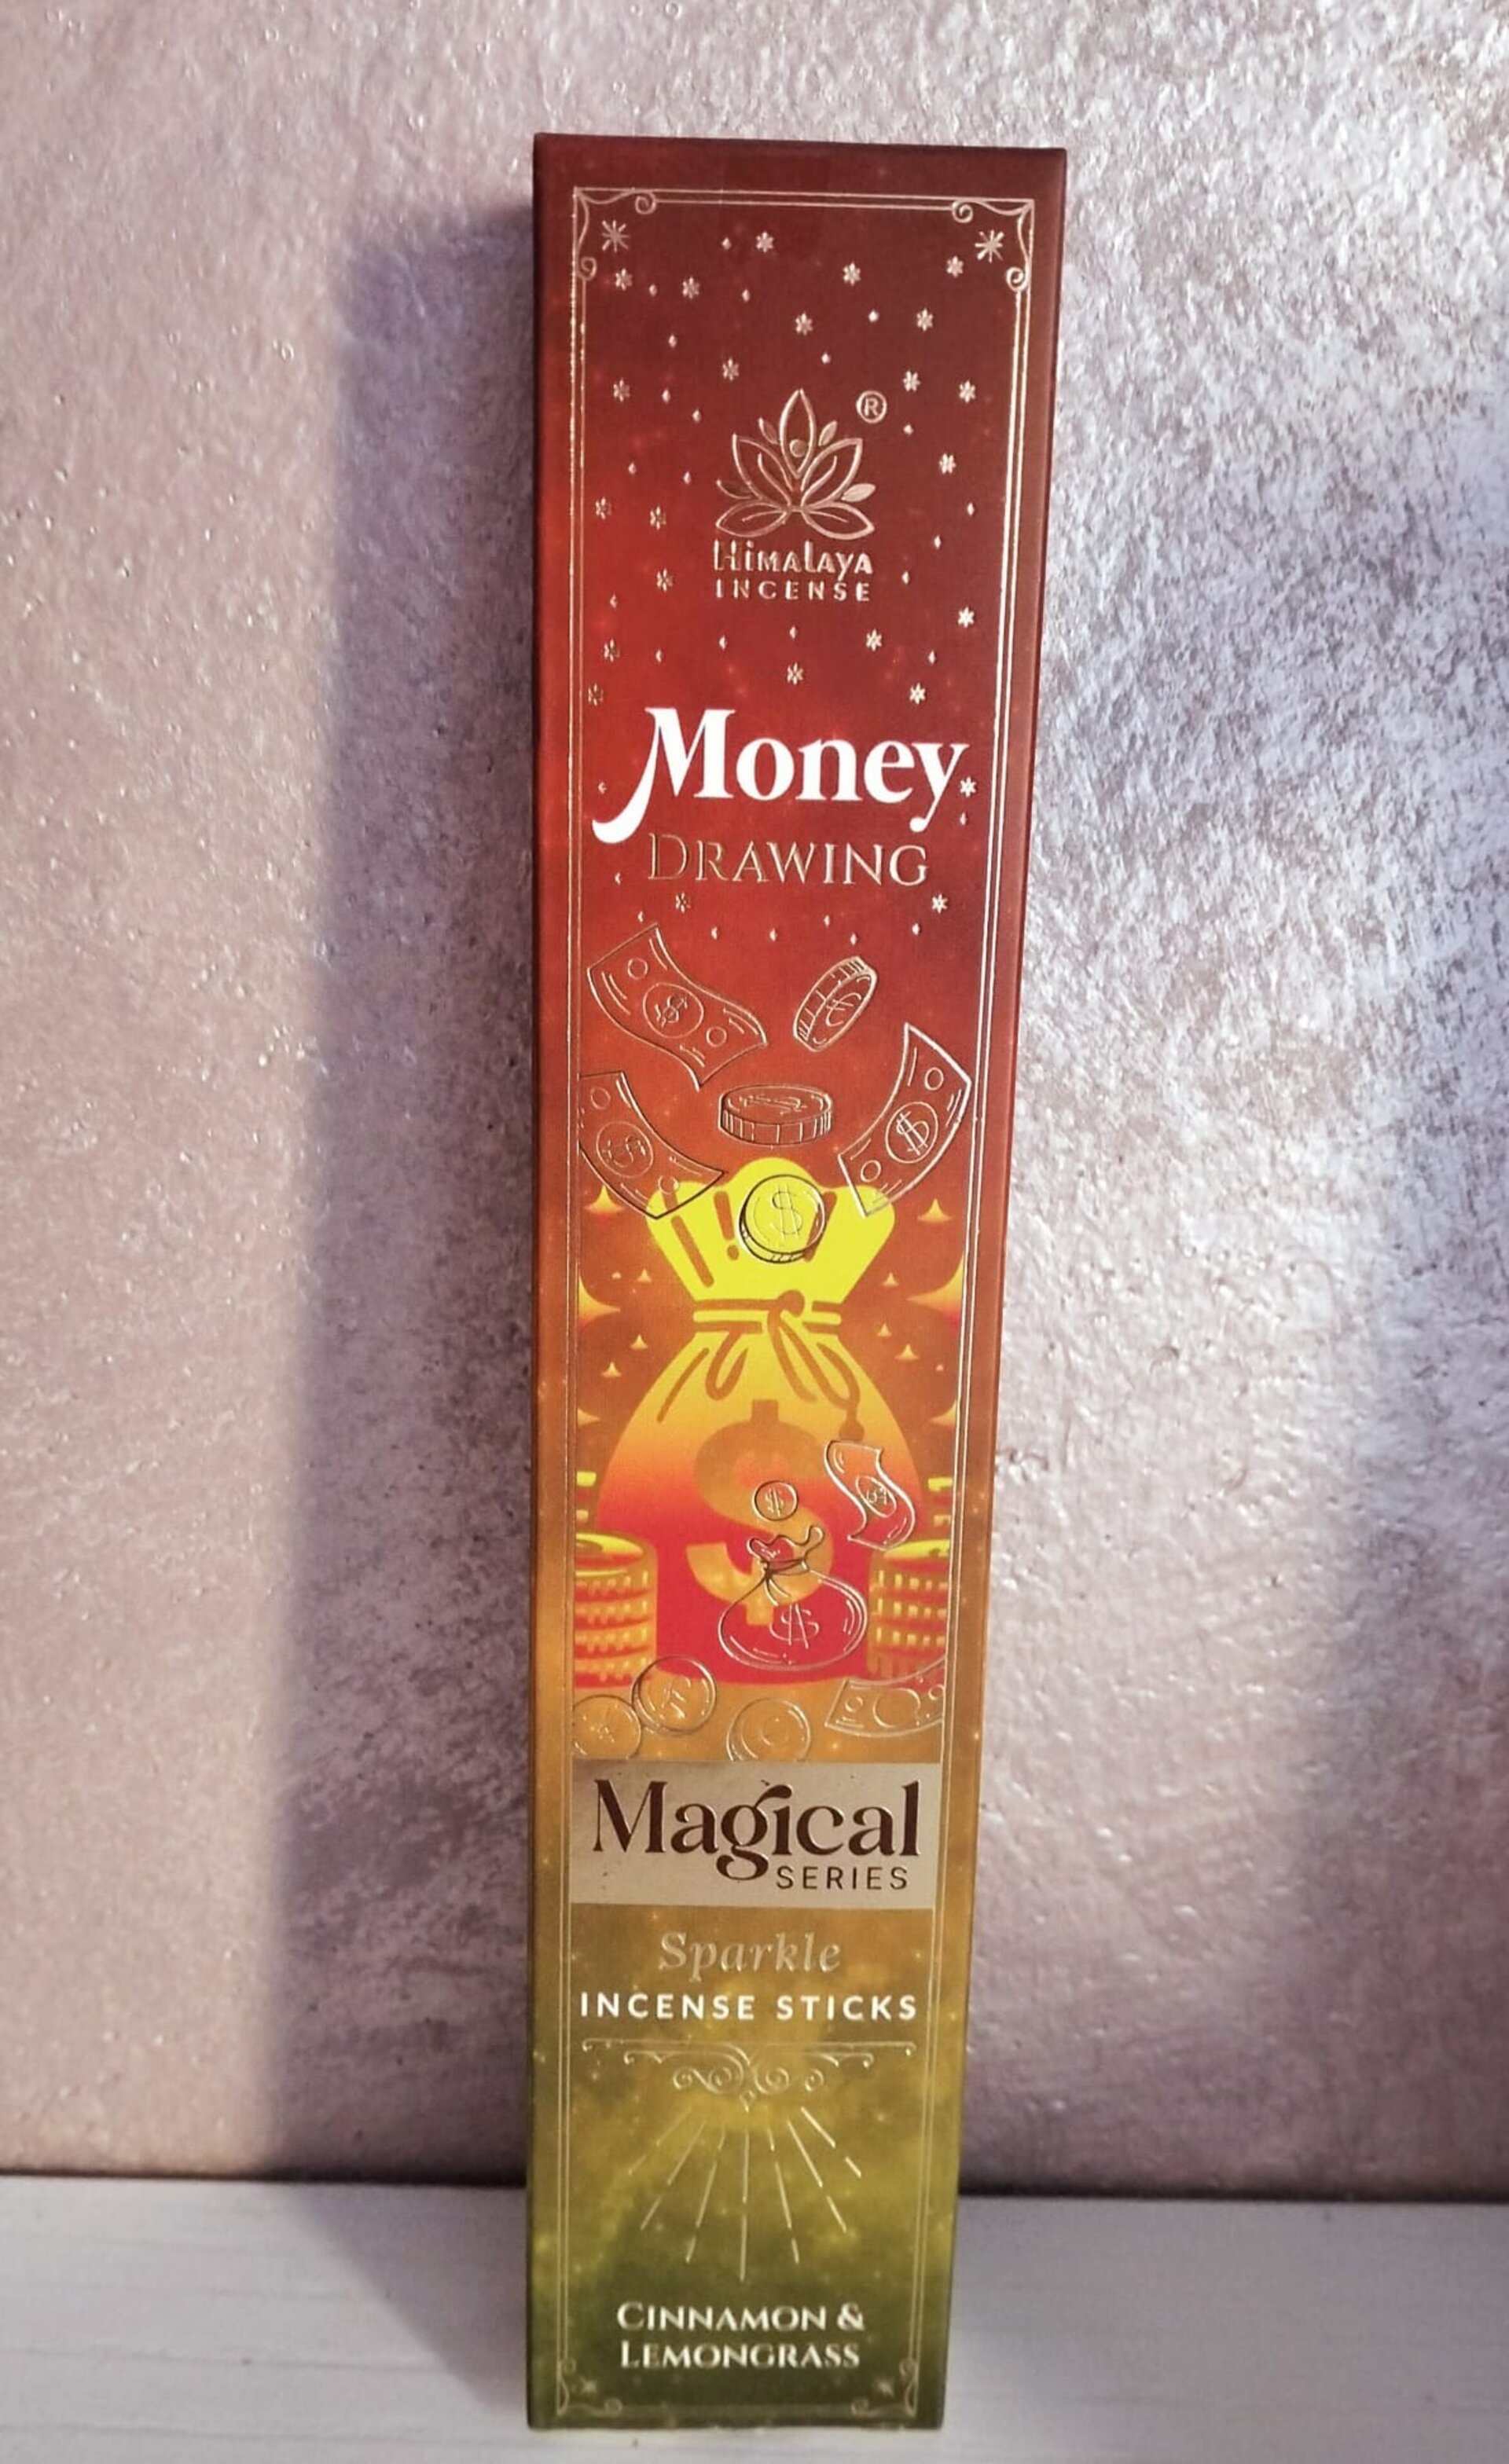 ®
Himalaya
INCENSE
Money
DRAWING
Magical
SERIES
Sparkle
INCENSE STICKS
CINNAMON &
LEMONGRASS